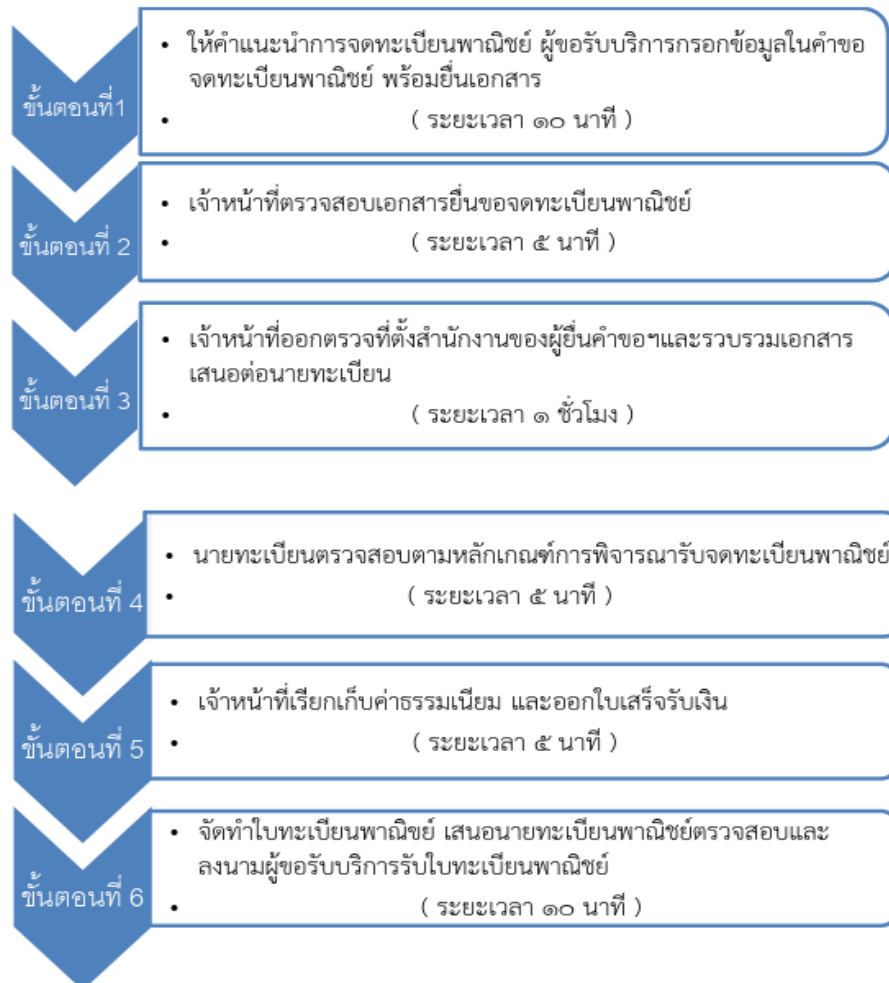 ขั้นตอนที่1
• ให้คำแนะนำการจดทะเบียนพาณิชย์ ผู้ขอรับบริการกรอกข้อมูลในคำขอ
จดทะเบียนพาณิชย์ พร้อมยื่นเอกสาร
• ( ระยะเวลา ๑๐ นาที )
ขั้นตอนที่ 2
• เจ้าหน้าที่ตรวจสอบเอกสารยื่นขอจดทะเบียนพาณิชย์
• ( ระยะเวลา ๕ นาที )
ขั้นตอนที่ 3
• เจ้าหน้าที่ออกตรวจที่ตั้งสำนักงานของผู้ยื่นคำขอฯและรวบรวมเอกสาร
เสนอต่อนายทะเบียน
• ( ระยะเวลา ๑ ชั่วโมง )
ขั้นตอนที่ 4
• นายทะเบียนตรวจสอบตามหลักเกณฑ์การพิจารณารับจดทะเบียนพาณิชย์
• ( ระยะเวลา ๕ นาที )
ขั้นตอนที่ 5
• เจ้าหน้าที่เรียกเก็บค่าธรรมเนียม และออกใบเสร็จรับเงิน
• ( ระยะเวลา ๕ นาที )
ขั้นตอนที่ 6
• จัดทำใบทะเบียนพาณิขย์ เสนอนายทะเบียนพาณิชย์ตรวจสอบและ
ลงนามผู้ขอรับบริการรับใบทะเบียนพาณิชย์
• ( ระยะเวลา ๑๐ นาที )